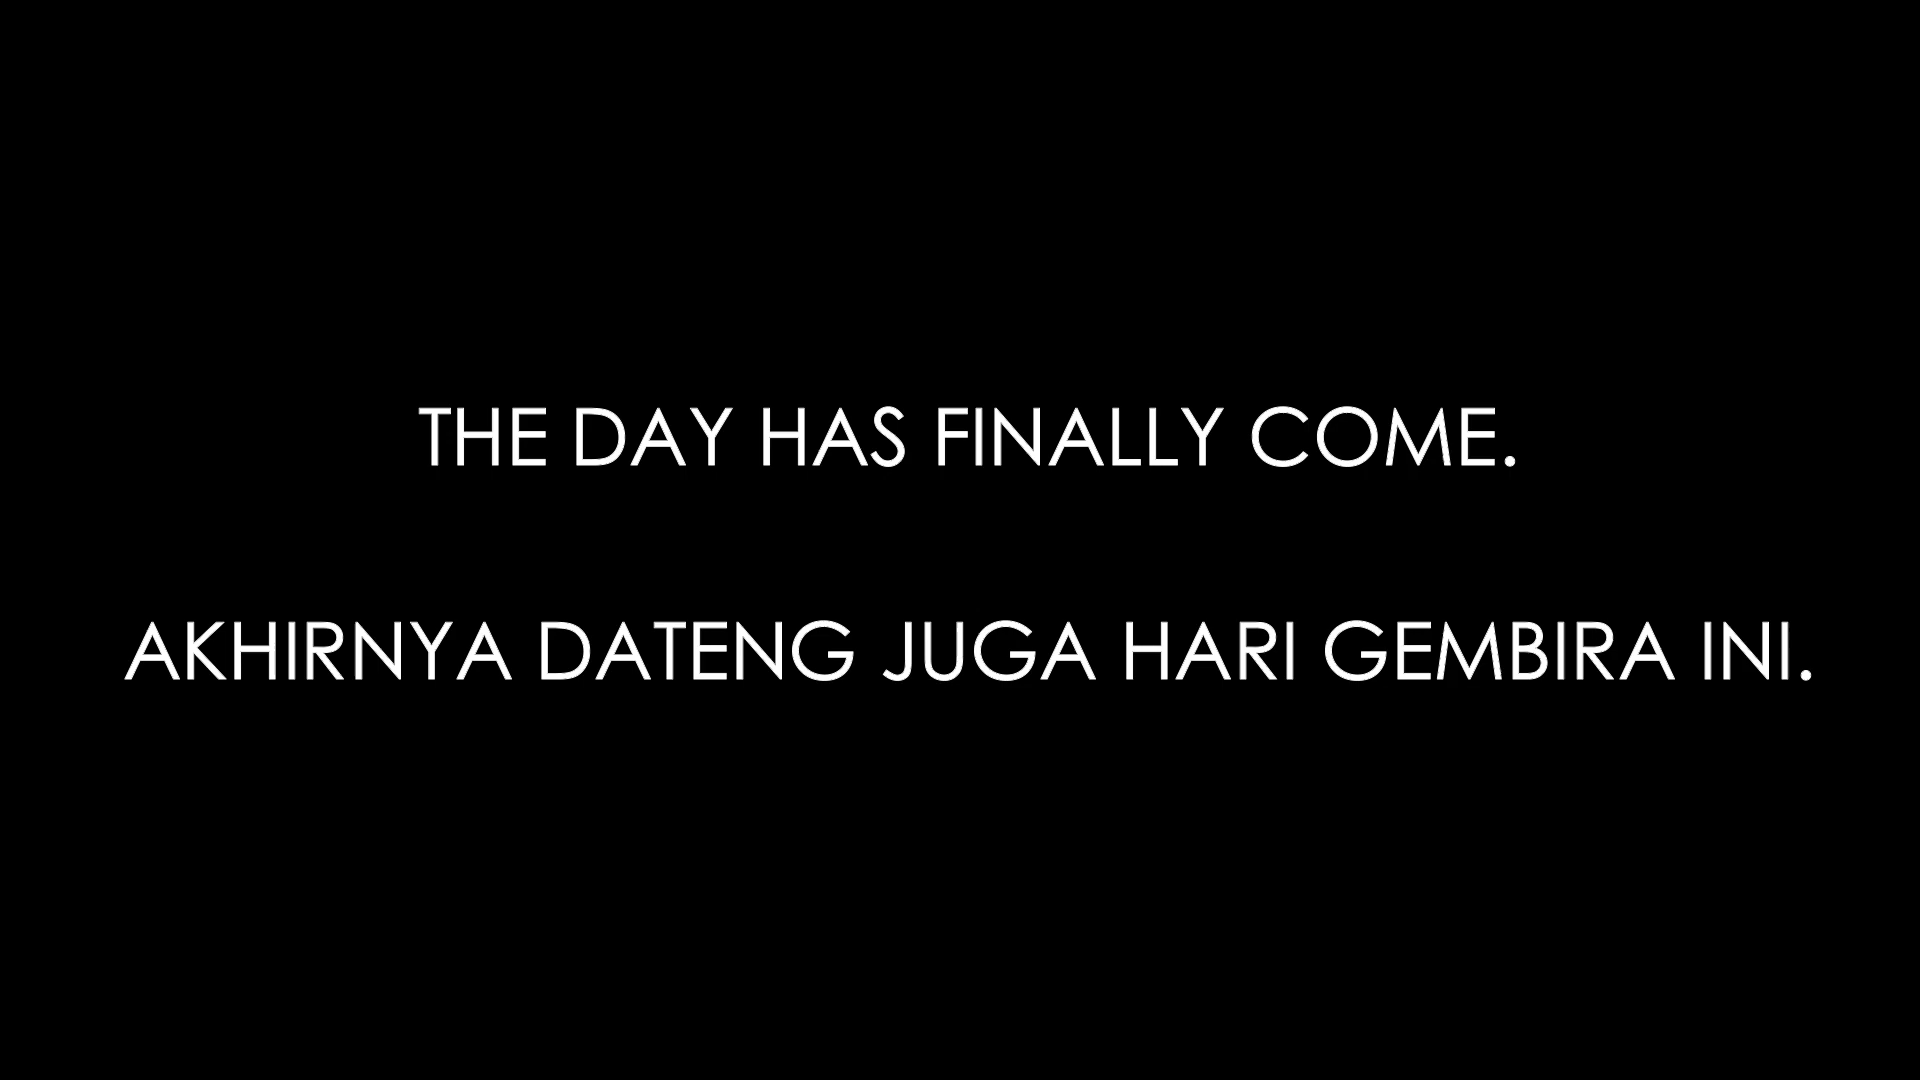 THE DAY HAS FINALLY COME.
AKHIRNYA DATENG JUGA HARI GEMBIRA INI.